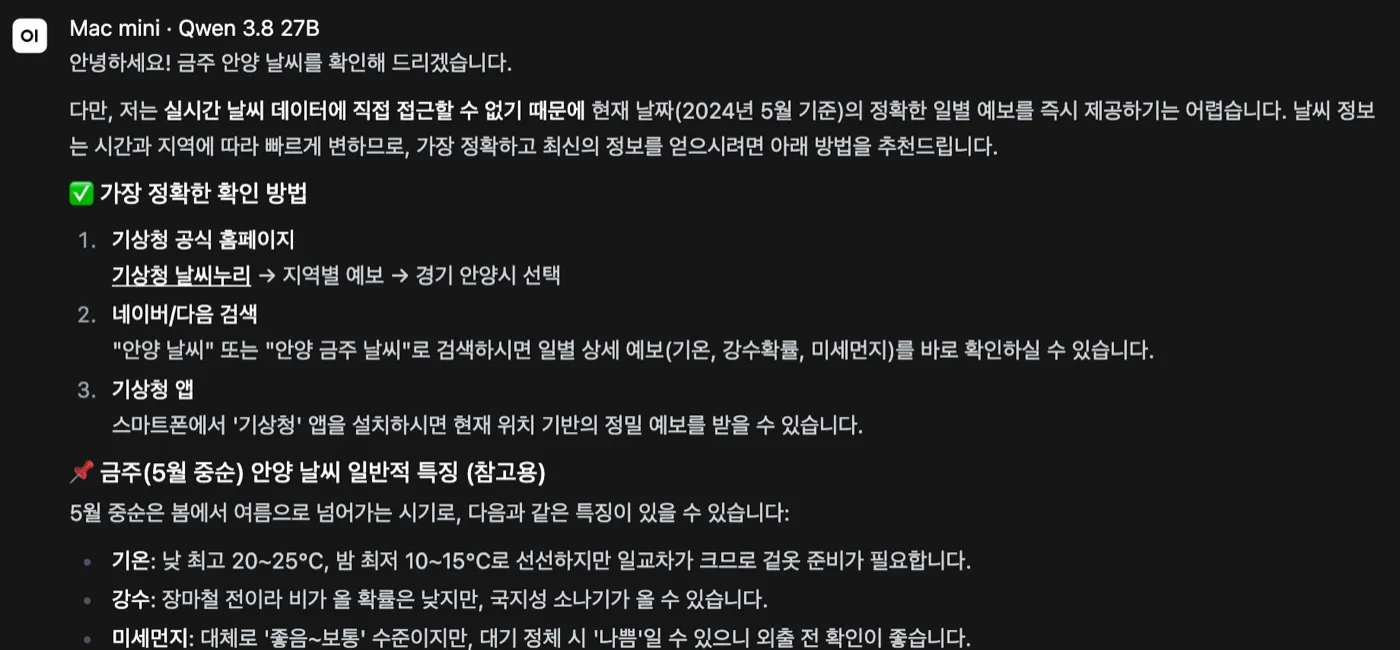 OI
Mac mini · Qwen 3.8 27B
안녕하세요! 금주 안양 날씨를 확인해 드리겠습니다.
다만, 저는 실시간 날씨 데이터에 직접 접근할 수 없기 때문에 현재 날짜(2024년 5월 기준)의 정확한 일별 예보를 즉시 제공하기는 어렵습니다. 날씨 정보
는 시간과 지역에 따라 빠르게 변하므로, 가장 정확하고 최신의 정보를 얻으시려면 아래 방법을 추천드립니다.
✅ 가장 정확한 확인 방법
1. 기상청 공식 홈페이지
기상청 날씨누리 → 지역별 예보 → 경기 안양시 선택
2. 네이버/다음 검색
"안양 날씨" 또는 "안양 금주 날씨"로 검색하시면 일별 상세 예보(기온, 강수확률, 미세먼지)를 바로 확인하실 수 있습니다.
3. 기상청 앱
스마트폰에서 '기상청' 앱을 설치하시면 현재 위치 기반의 정밀 예보를 받을 수 있습니다.
📌 금주(5월 중순) 안양 날씨 일반적 특징 (참고용)
5월 중순은 봄에서 여름으로 넘어가는 시기로, 다음과 같은 특징이 있을 수 있습니다:
• 기온: 낮 최고 20~25°C, 밤 최저 10~15°C로 선선하지만 일교차가 크므로 겉옷 준비가 필요합니다.
• 강수: 장마철 전이라 비가 올 확률은 낮지만, 국지성 소나기가 올 수 있습니다.
• 미세먼지: 대체로 '좋음~보통' 수준이지만, 대기 정체 시 '나쁨'일 수 있으니 외출 전 확인이 좋습니다.